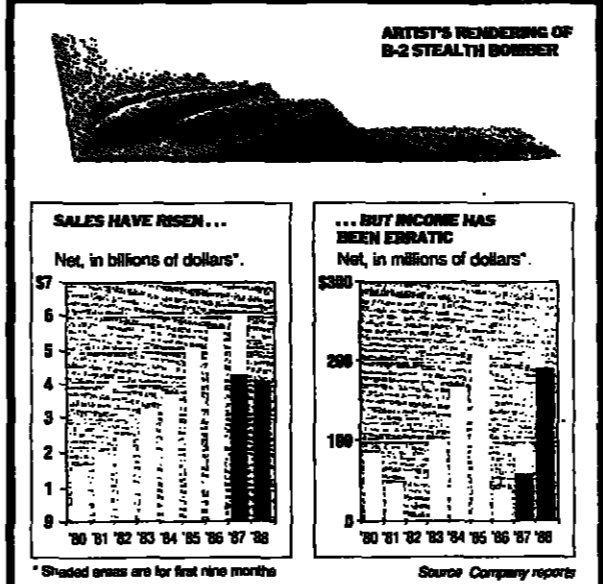 ARTIST'S RENDERING OF
B-2 STEALTH BOMBER
SALES HAVE RISEN...
Net, in billions of dollars*.
$7
6
5
4
3
2
1
0
'80 '81 '82 '83 '84 '85 '86 '87 '88
...BUT INCOME HAS
BEEN ERRATIC
Net, in millions of dollars*.
$300
200
100
0
'80 '81 '82 '83 '84 '85 '86 '87 '88
* Shaded areas are for first nine months
Source Company reports